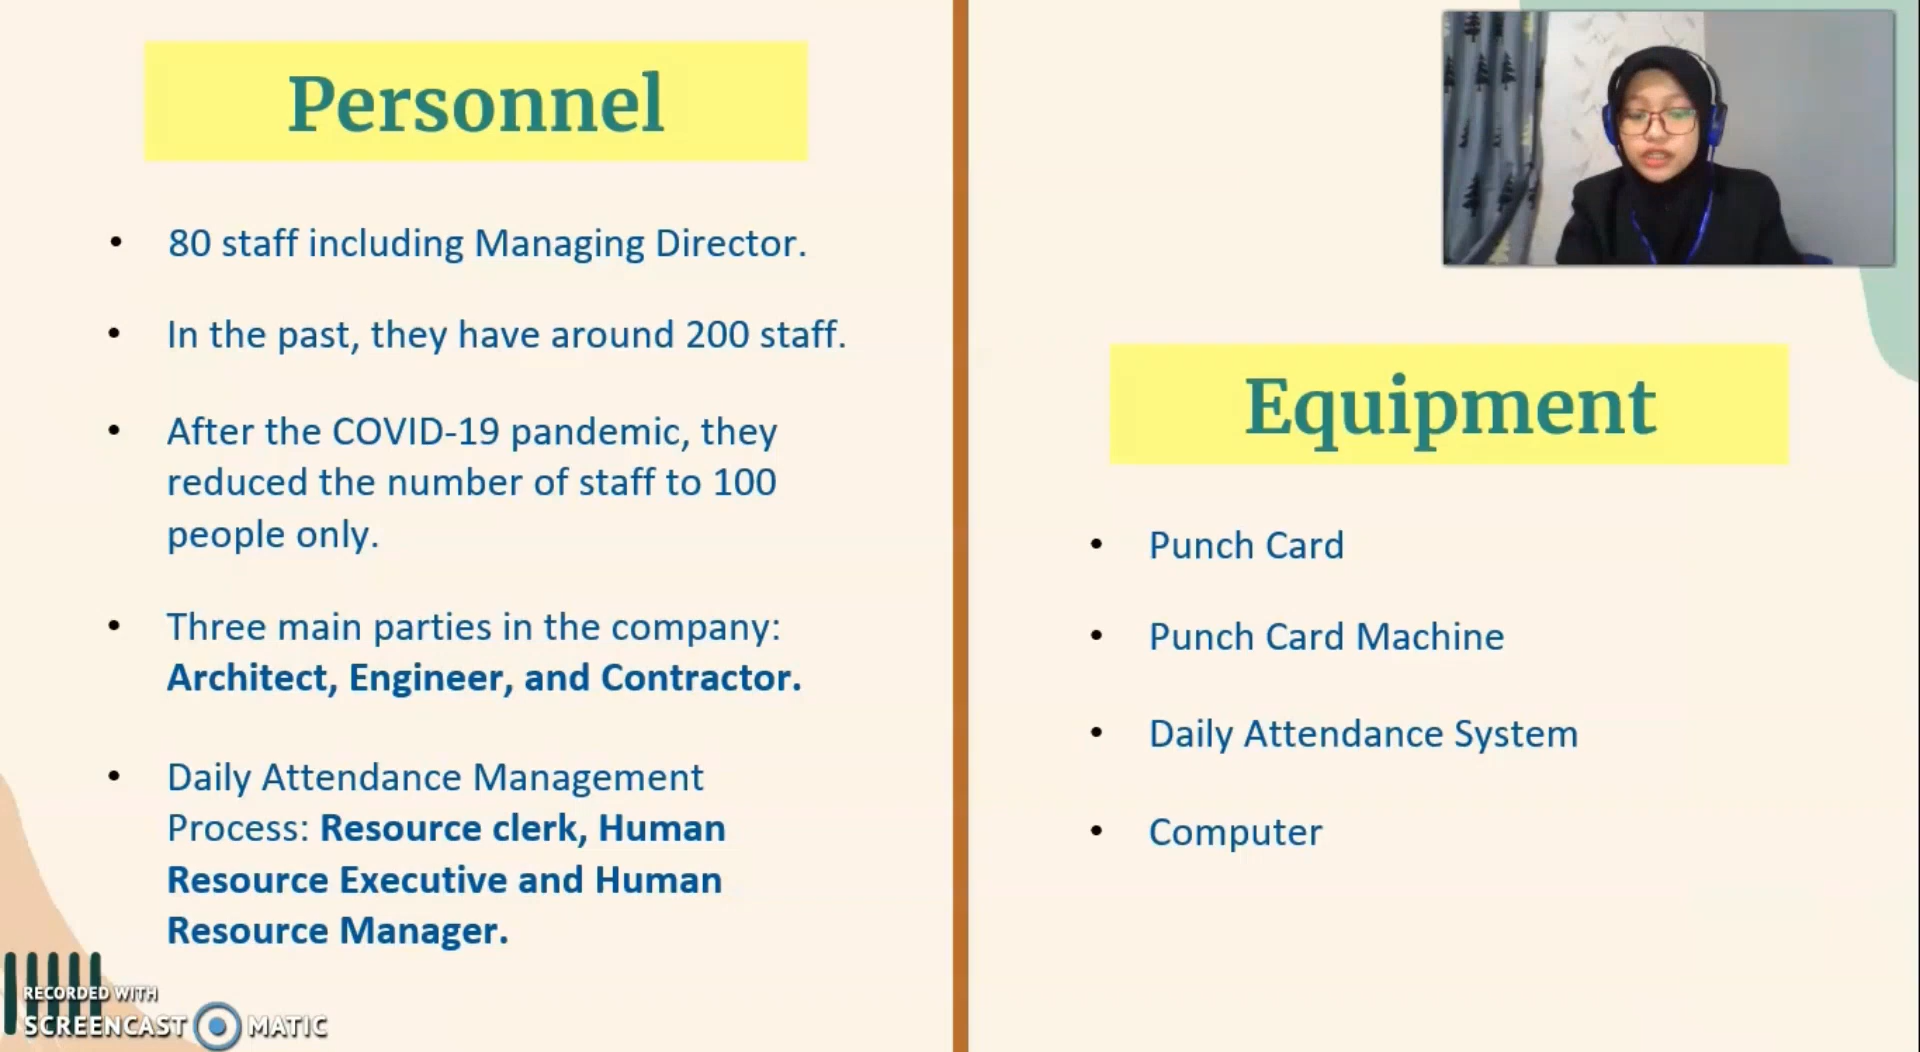 Personnel
80 staff including Managing Director.
In the past, they have around 200 staff.
After the COVID-19 pandemic, they
reduced the number of staff to 100
people only.
Three main parties in the company:
Architect, Engineer, and Contractor.
Daily Attendance Management
Process: Resource clerk, Human
Resource Executive and Human
Resource Manager.
Equipment
Punch Card
Punch Card Machine
Daily Attendance System
Computer
RECORDED WITH
SCREENCAST MATIC